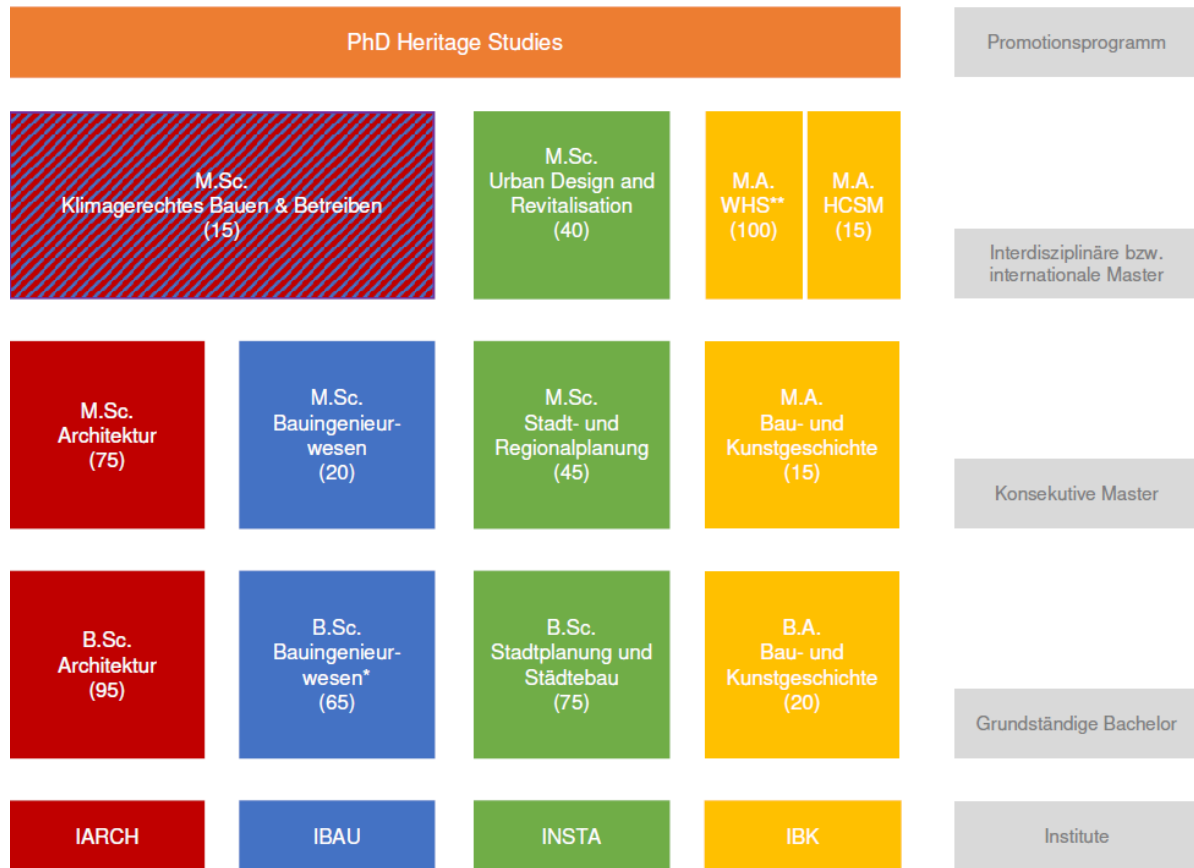 PhD Heritage Studies
Promotionsprogramm
M.Sc.
Klimagerechtes Bauen & Betreiben
(15)
M.Sc.
Urban Design and
Revitalisation
(40)
M.A.
WHS**
(100)
M.A.
HCSM
(15)
Interdisziplinäre bzw.
internationale Master
M.Sc.
Architektur
(75)
M.Sc.
Bauingenieur-
wesen
(20)
M.Sc.
Stadt- und
Regionalplanung
(45)
M.A.
Bau- und
Kunstgeschichte
(15)
Konsekutive Master
B.Sc.
Architektur
(95)
B.Sc.
Bauingenieur-
wesen*
(65)
B.Sc.
Stadtplanung und
Städtebau
(75)
B.A.
Bau- und
Kunstgeschichte
(20)
Grundständige Bachelor
IARCH
IBAU
INSTA
IBK
Institute